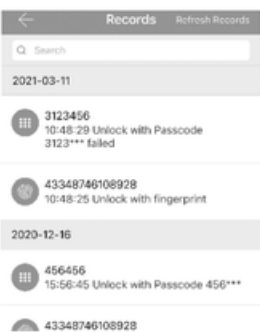 Records
Refresh Records
Search
2021-03-11
3123456
10:48:29 Unlock with Passcode
3123*** failed
43348746108928
10:48:25 Unlock with fingerprint
2020-12-16
456456
15:56:45 Unlock with Passcode 456***
43348746108928